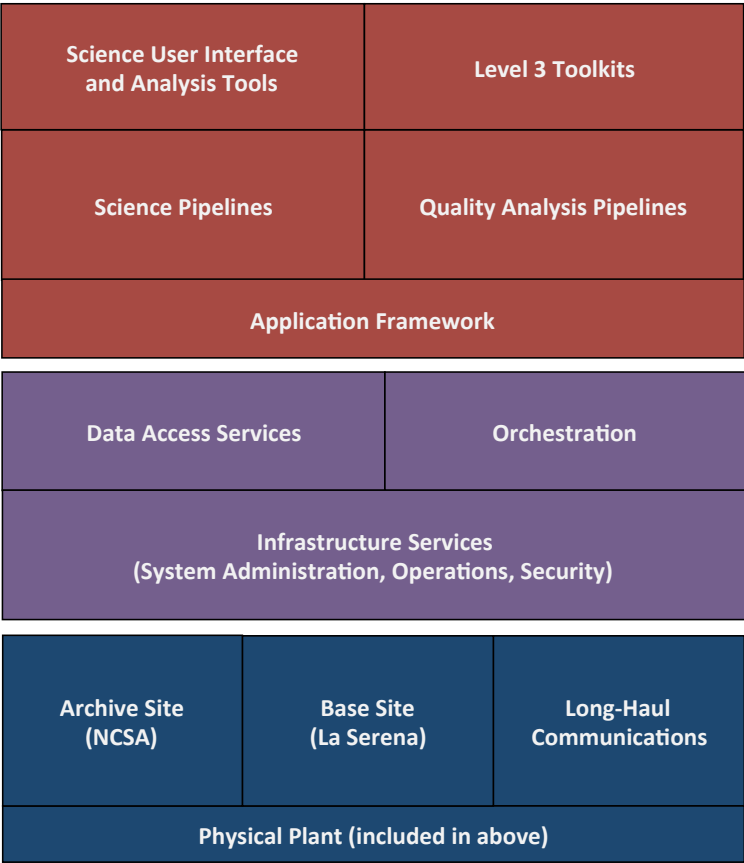 Science User Interface
and Analysis Tools
Level 3 Toolkits
Science Pipelines
Quality Analysis Pipelines
Application Framework
Data Access Services
Orchestration
Infrastructure Services
(System Administration, Operations, Security)
Archive Site
(NCSA)
Base Site
(La Serena)
Long-Haul
Communications
Physical Plant (included in above)